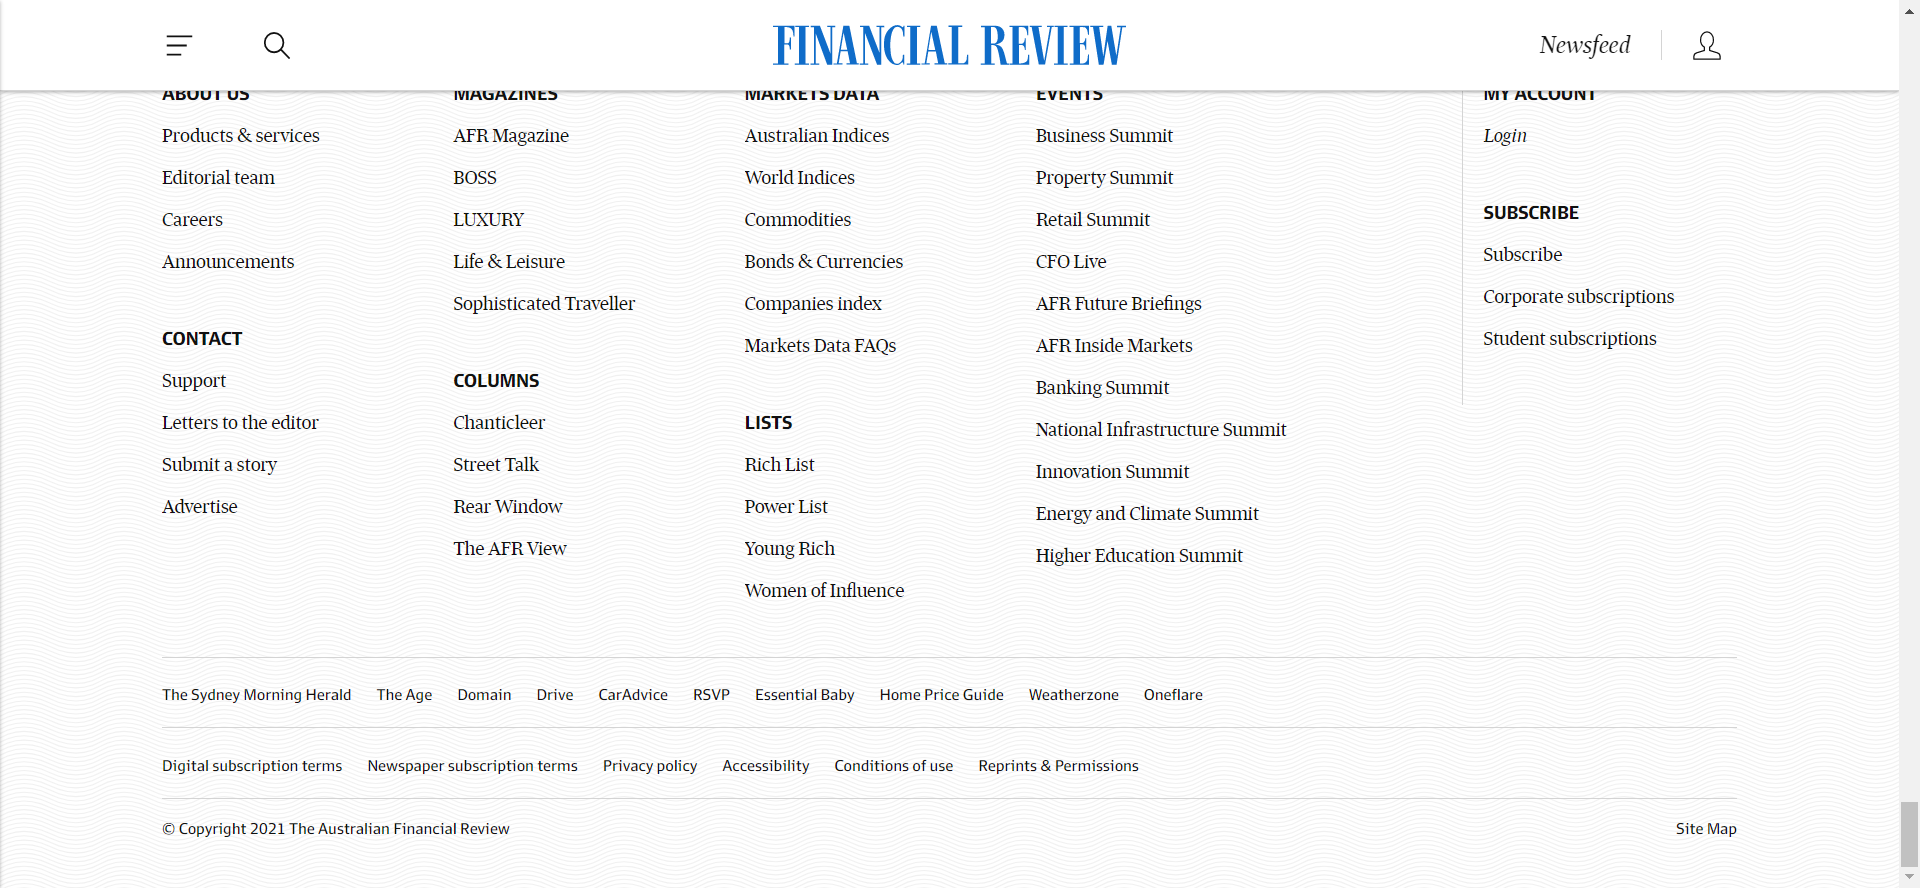 FINANCIAL REVIEW
Newsfeed
ABOUT US
Products & services
Editorial team
Careers
Announcements
CONTACT
Support
Letters to the editor
Submit a story
Advertise
MAGAZINES
AFR Magazine
BOSS
LUXURY
Life & Leisure
Sophisticated Traveller
COLUMNS
Chanticleer
Street Talk
Rear Window
The AFR View
MARKETS DATA
Australian Indices
World Indices
Commodities
Bonds & Currencies
Companies index
Markets Data FAQs
LISTS
Rich List
Power List
Young Rich
Women of Influence
EVENTS
Business Summit
Property Summit
Retail Summit
CFO Live
AFR Future Briefings
AFR Inside Markets
Banking Summit
National Infrastructure Summit
Innovation Summit
Energy and Climate Summit
Higher Education Summit
MY ACCOUNT
Login
SUBSCRIBE
Subscribe
Corporate subscriptions
Student subscriptions
The Sydney Morning Herald The Age Domain Drive CarAdvice RSVP Essential Baby Home Price Guide Weatherzone Oneflare
Digital subscription terms Newspaper subscription terms Privacy policy Accessibility Conditions of use Reprints & Permissions
© Copyright 2021 The Australian Financial Review Site Map